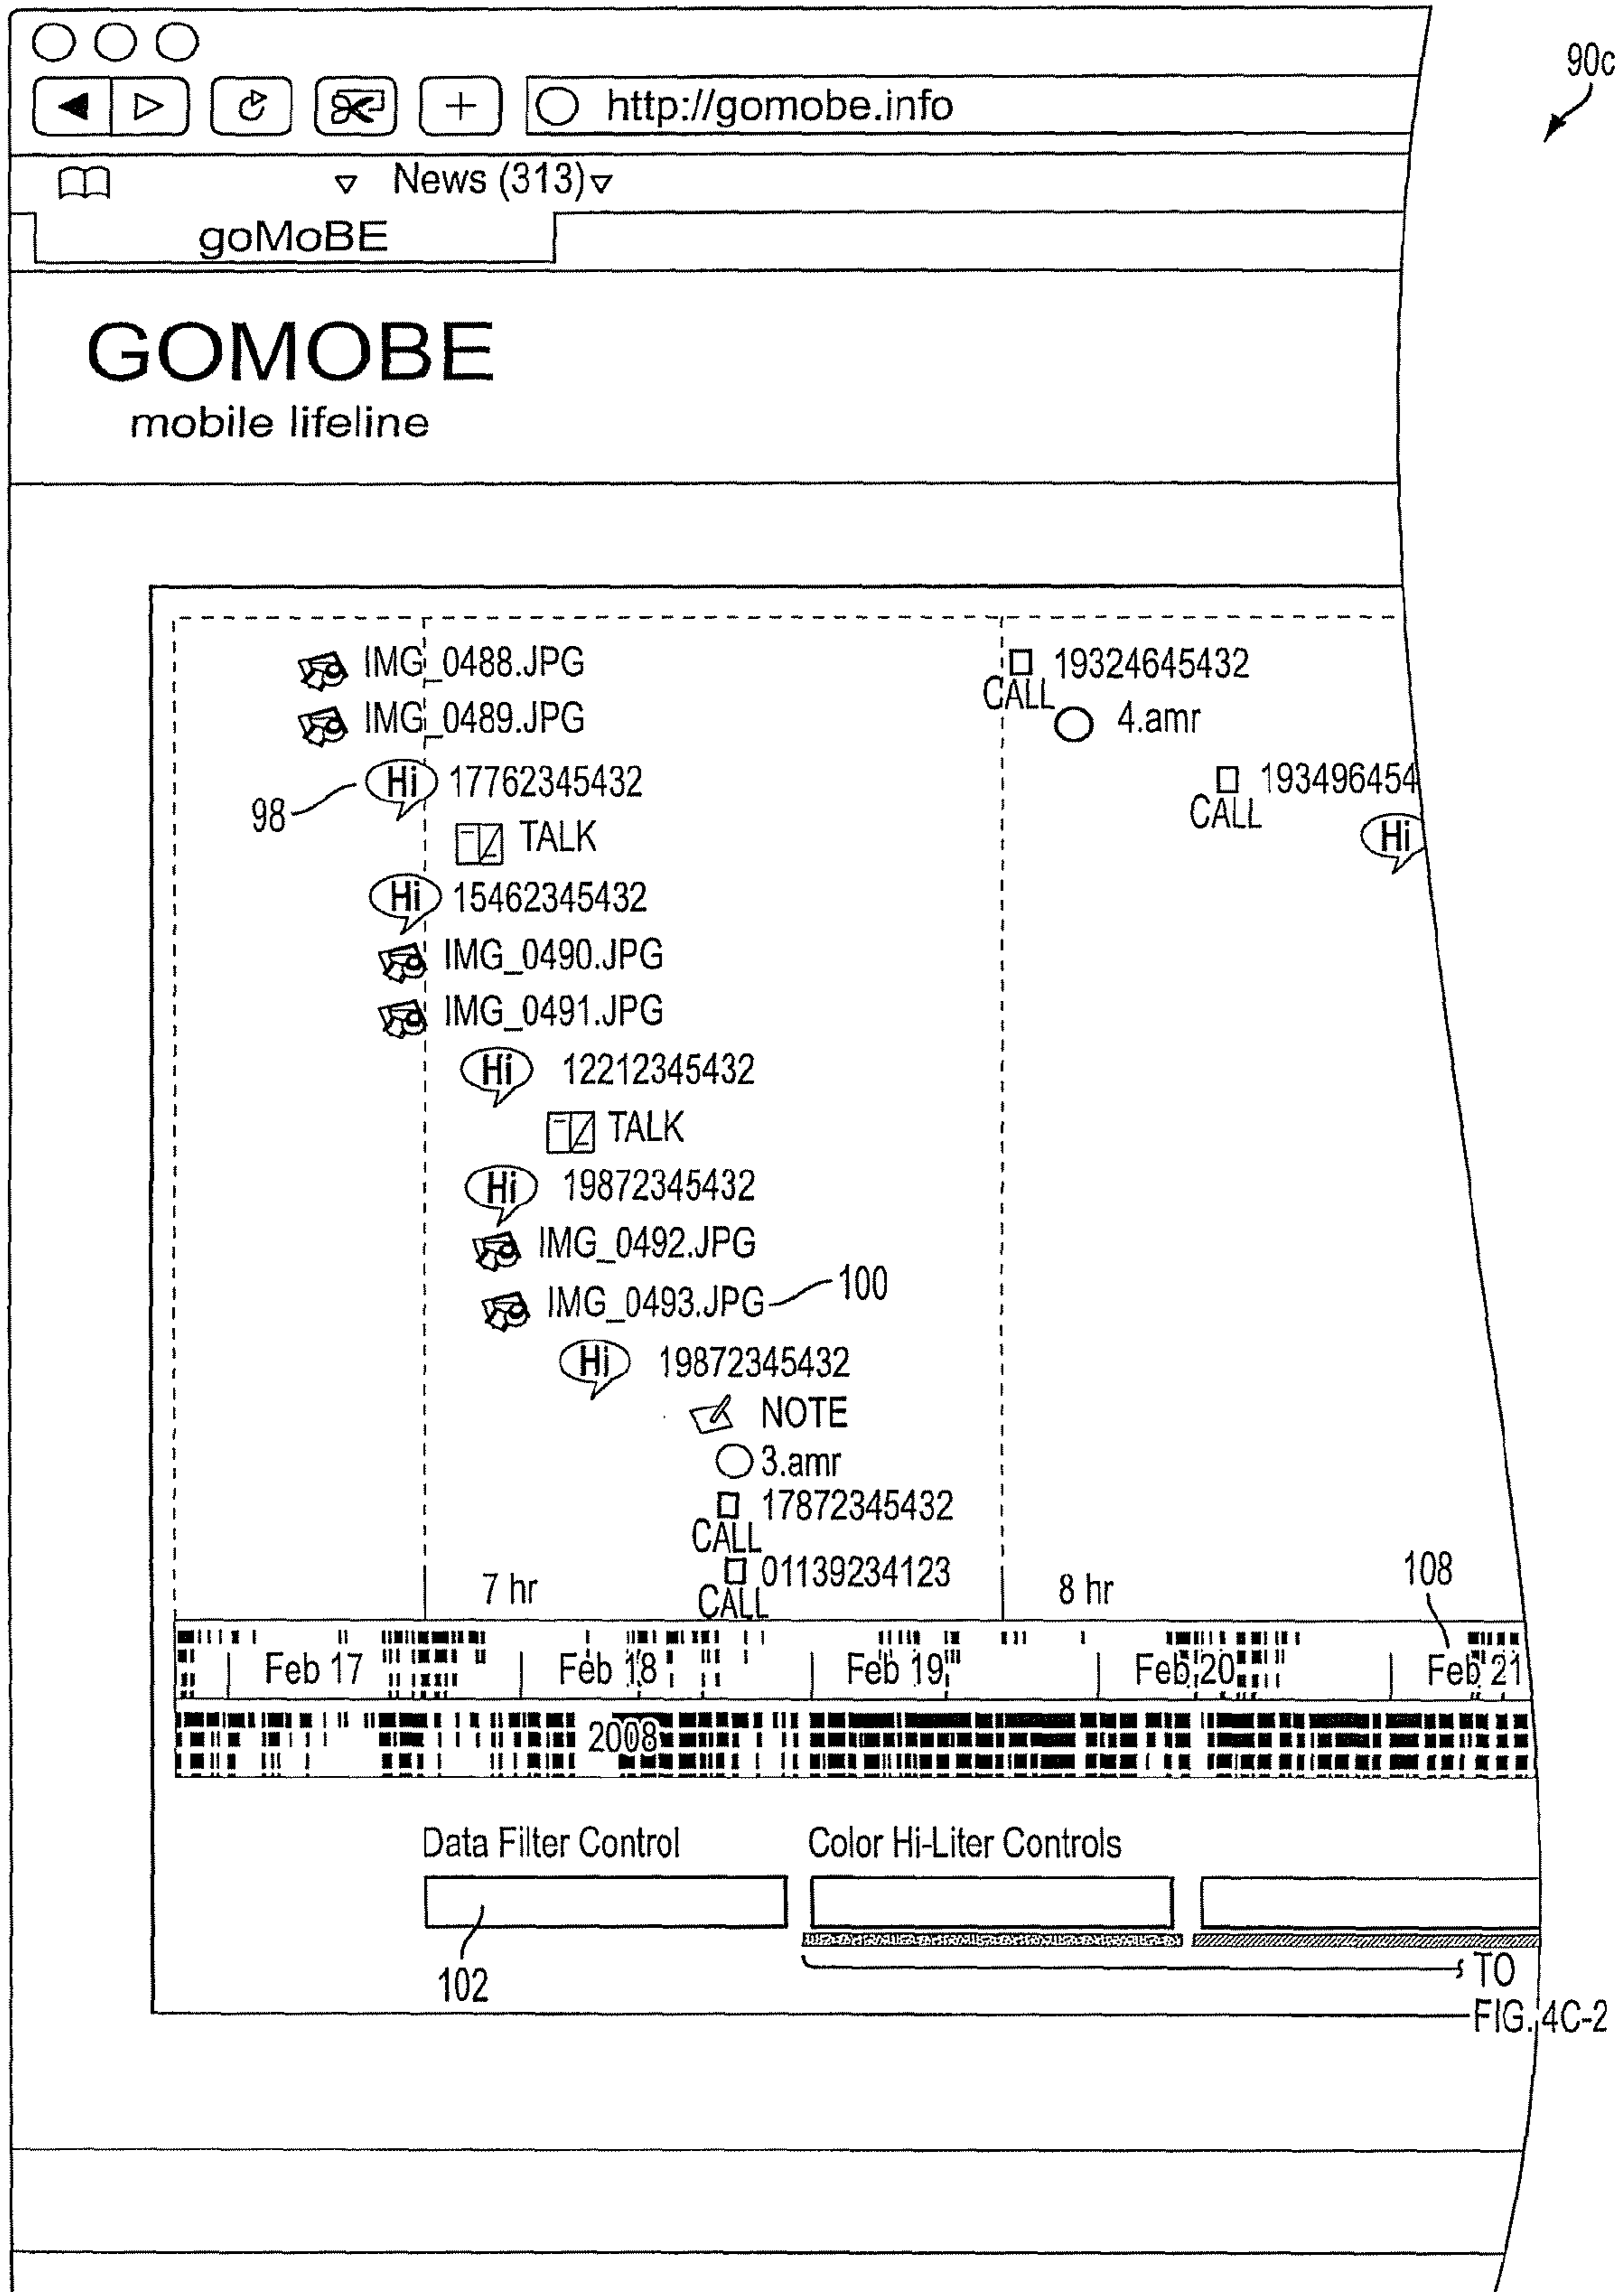 90c
http://gomobe.info
News (313)
goMoBE
GOMOBE
mobile lifeline
IMG_0488.JPG
19324645432
CALL
IMG_0489.JPG
4.amr
Hi 17762345432
193496454
CALL
98
TALK
Hi
Hi 15462345432
IMG_0490.JPG
IMG_0491.JPG
Hi 12212345432
TALK
Hi 19872345432
IMG_0492.JPG
IMG_0493.JPG
100
Hi 19872345432
NOTE
3.amr
17872345432
CALL
01139234123
CALL
7 hr
8 hr
108
Feb 17 Feb 18 Feb 19 Feb 20 Feb 21
2008
Data Filter Control
Color Hi-Liter Controls
102
TO
FIG. 4C-2